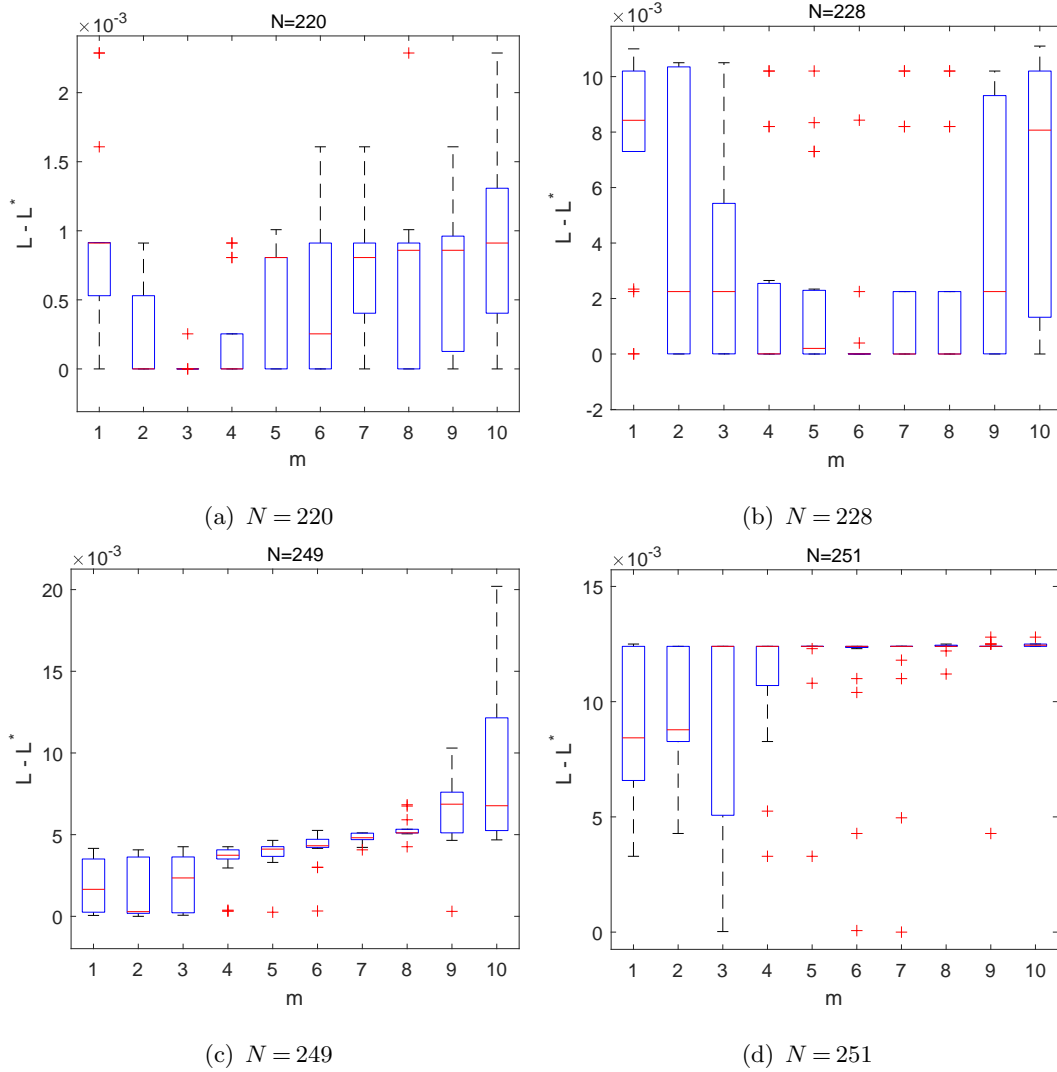 ×10⁻³
N=220
2
1.5
1
0.5
0
L - L*
1 2 3 4 5 6 7 8 9 10
m
(a) N = 220
×10⁻³
N=228
10
8
6
4
2
0
-2
L - L*
1 2 3 4 5 6 7 8 9 10
m
(b) N = 228
×10⁻³
N=249
20
15
10
5
0
L - L*
1 2 3 4 5 6 7 8 9 10
m
(c) N = 249
×10⁻³
N=251
15
10
5
0
L - L*
1 2 3 4 5 6 7 8 9 10
m
(d) N = 251